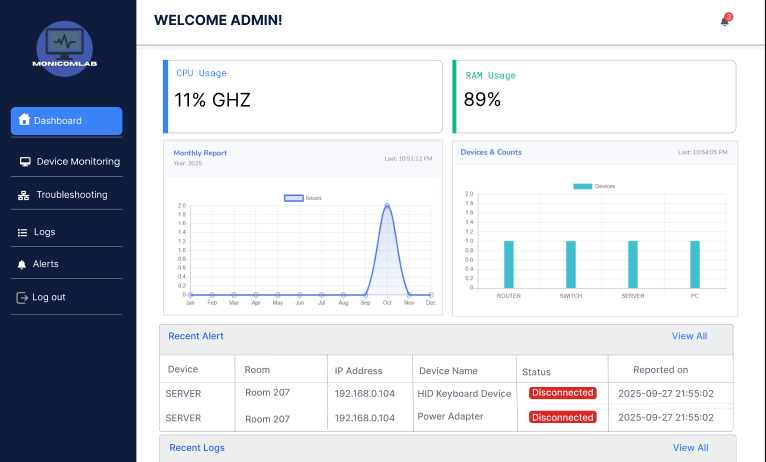 MONICOMLAB
Dashboard
Device Monitoring
Troubleshooting
Logs
Alerts
Log out
WELCOME ADMIN!
3
CPU Usage
11% GHZ
RAM Usage
89%
Monthly Report
Year: 2025
Last: 10:51:12 PM
Issues
2.0
1.8
1.6
1.4
1.2
1.0
0.8
0.6
0.4
0.2
0
Jan Feb Mar Apr May Jun Jul Aug Sep Oct Nov Dec
Devices & Counts
Last: 10:54:05 PM
Devices
2.0
1.8
1.6
1.4
1.2
1.0
0.8
0.6
0.4
0.2
0
ROUTER SWITCH SERVER PC
Recent Alert View All
Device Room IP Address Device Name Status Reported on
SERVER Room 207 192.168.0.104 HID Keyboard Device Disconnected 2025-09-27 21:55:02
SERVER Room 207 192.168.0.104 Power Adapter Disconnected 2025-09-27 21:55:02
Recent Logs View All